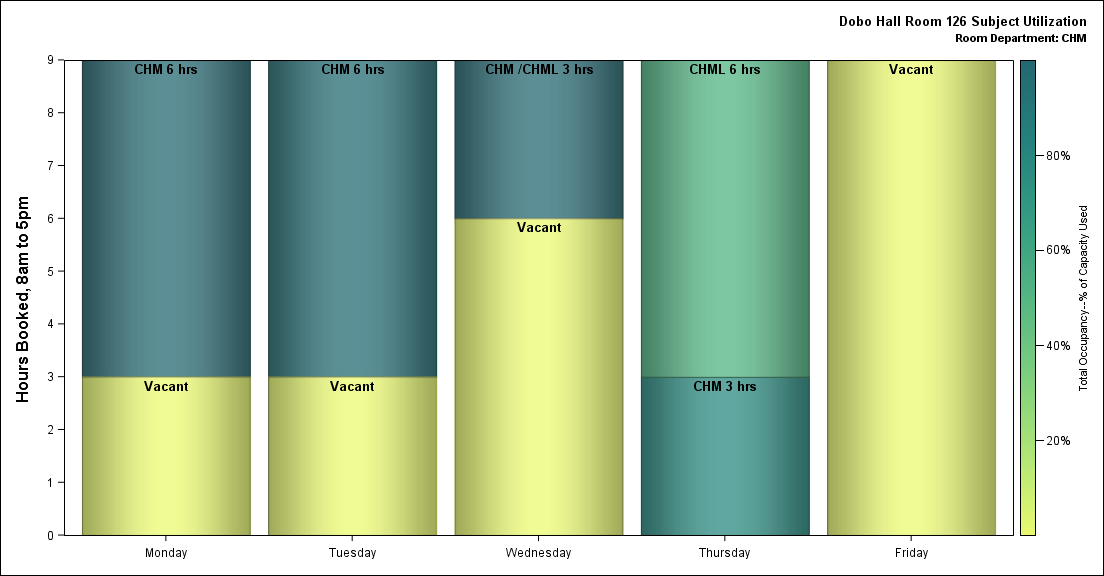 Dobo Hall Room 126 Subject Utilization
Room Department: CHM
Hours Booked, 8am to 5pm
9
8
7
6
5
4
3
2
1
0
CHM 6 hrs
Vacant
CHM 6 hrs
Vacant
CHM /CHML 3 hrs
Vacant
CHML 6 hrs
CHM 3 hrs
Vacant
Monday
Tuesday
Wednesday
Thursday
Friday
80%
60%
40%
20%
Total Occupancy--% of Capacity Used